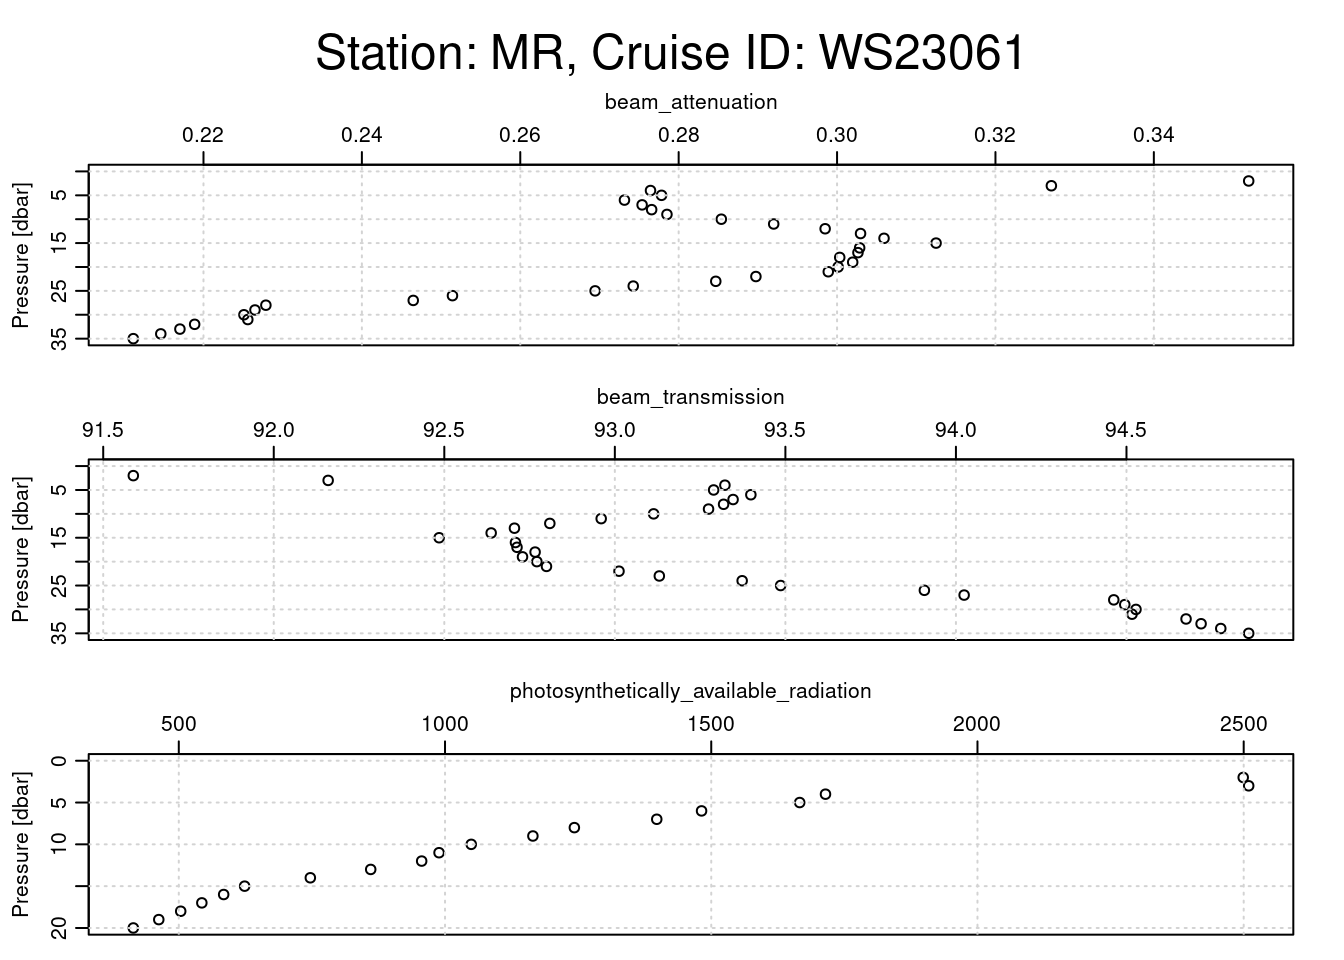 Station: MR, Cruise ID: WS23061
beam_attenuation
0.22 0.24 0.26 0.28 0.30 0.32 0.34
Pressure [dbar]
5
15
25
35
beam_transmission
91.5 92.0 92.5 93.0 93.5 94.0 94.5
Pressure [dbar]
5
15
25
35
photosynthetically_available_radiation
500 1000 1500 2000 2500
Pressure [dbar]
0
5
10
20